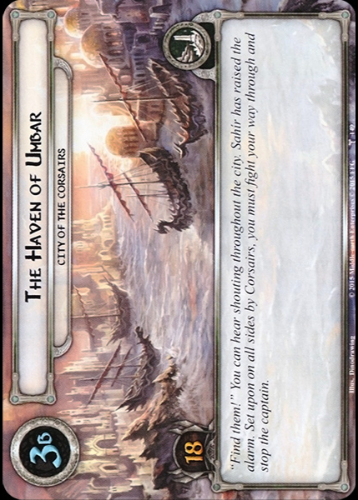 3B
THE HAVEN OF UMBAR
CITY OF THE CORSAIRS
18
“Find them!” You can hear shouting throughout the city. Sahír has raised the
alarm. Set upon on all sides by Corsairs, you must fight your way through and
stop the captain.
Illus. Dinodrawing
© 2015 Middle-earth Enterprises © 2015 FFG